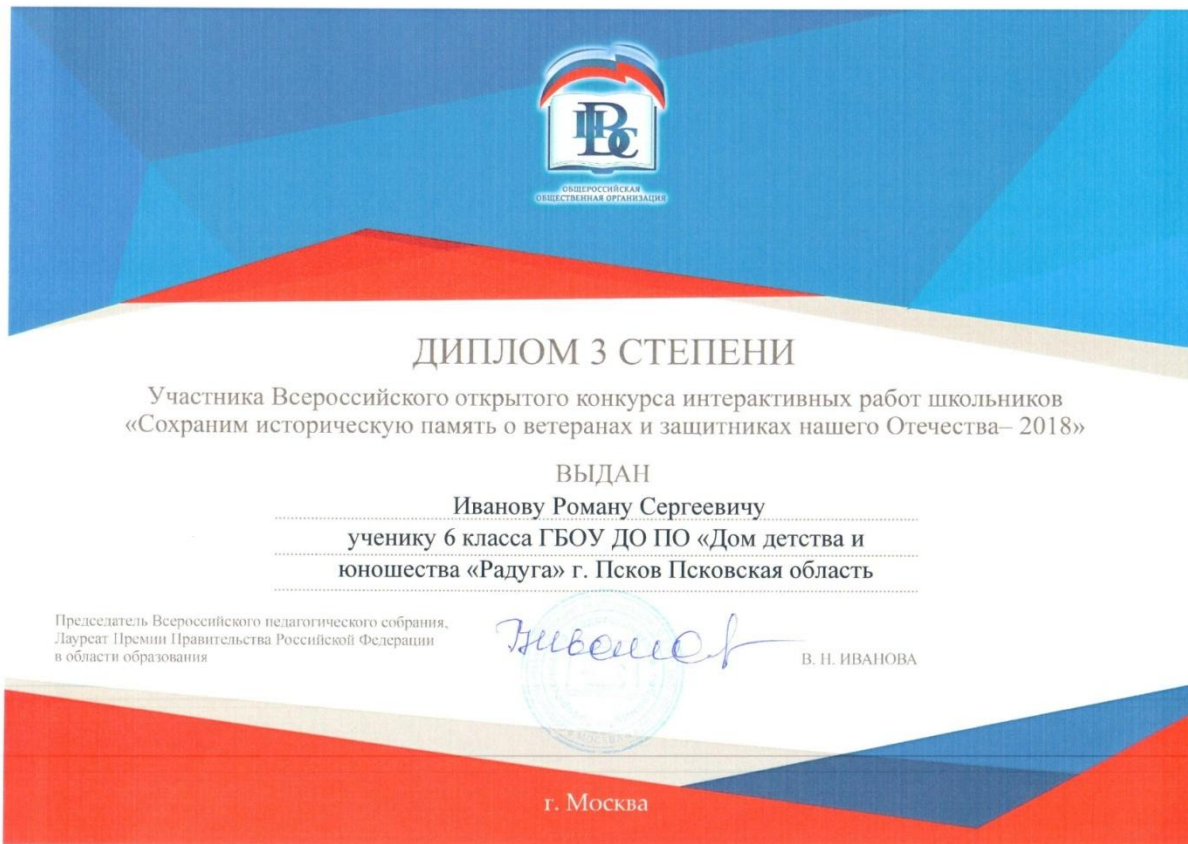 ВПС
ОБЩЕРОССИЙСКАЯ
ОБЩЕСТВЕННАЯ ОРГАНИЗАЦИЯ
ДИПЛОМ 3 СТЕПЕНИ
Участника Всероссийского открытого конкурса интерактивных работ школьников
«Сохраним историческую память о ветеранах и защитниках нашего Отечества– 2018»
ВЫДАН
Иванову Роману Сергеевичу
ученику 6 класса ГБОУ ДО ПО «Дом детства и
юношества «Радуга» г. Псков Псковская область
Председатель Всероссийского педагогического собрания,
Лауреат Премии Правительства Российской Федерации
в области образования
В. Н. ИВАНОВА
г. Москва